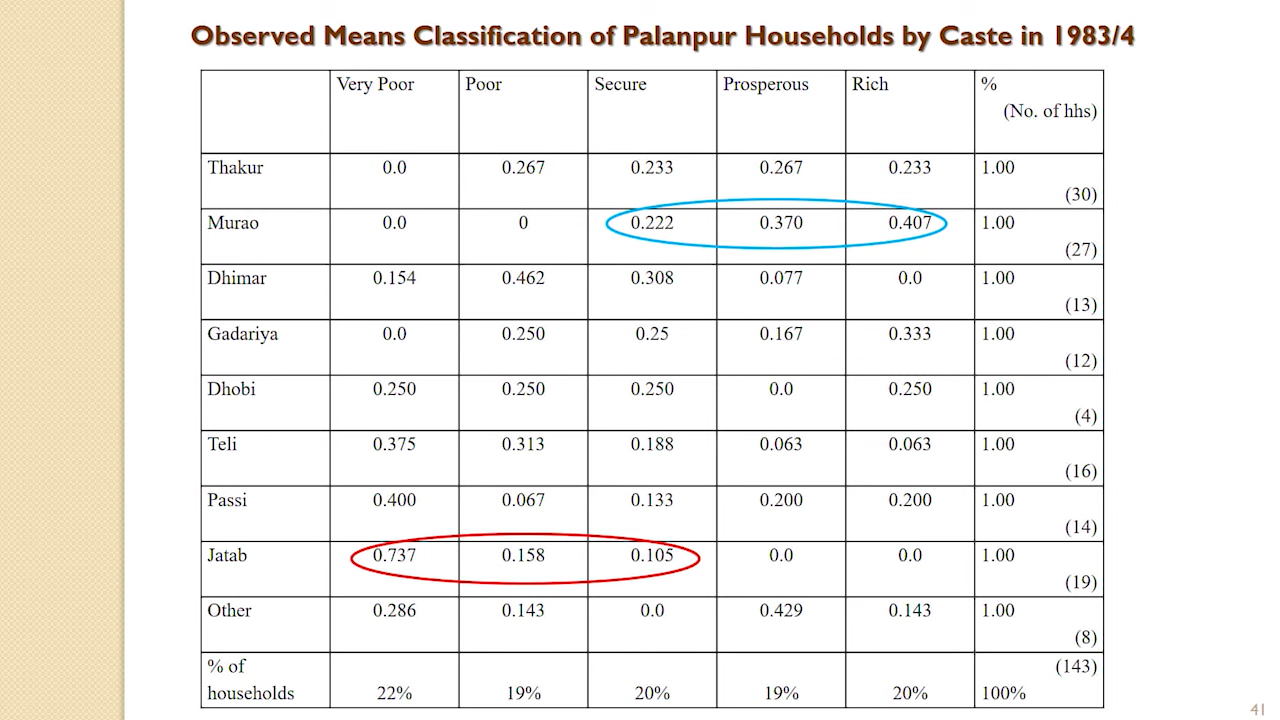 Observed Means Classification of Palanpur Households by Caste in 1983/4
Very Poor Poor Secure Prosperous Rich %
(No. of hhs)
Thakur 0.0 0.267 0.233 0.267 0.233 1.00
(30)
Murao 0.0 0 0.222 0.370 0.407 1.00
(27)
Dhimar 0.154 0.462 0.308 0.077 0.0 1.00
(13)
Gadariya 0.0 0.250 0.25 0.167 0.333 1.00
(12)
Dhobi 0.250 0.250 0.250 0.0 0.250 1.00
(4)
Teli 0.375 0.313 0.188 0.063 0.063 1.00
(16)
Passi 0.400 0.067 0.133 0.200 0.200 1.00
(14)
Jatab 0.737 0.158 0.105 0.0 0.0 1.00
(19)
Other 0.286 0.143 0.0 0.429 0.143 1.00
(8)
% of (143)
households 22% 19% 20% 19% 20% 100%
41